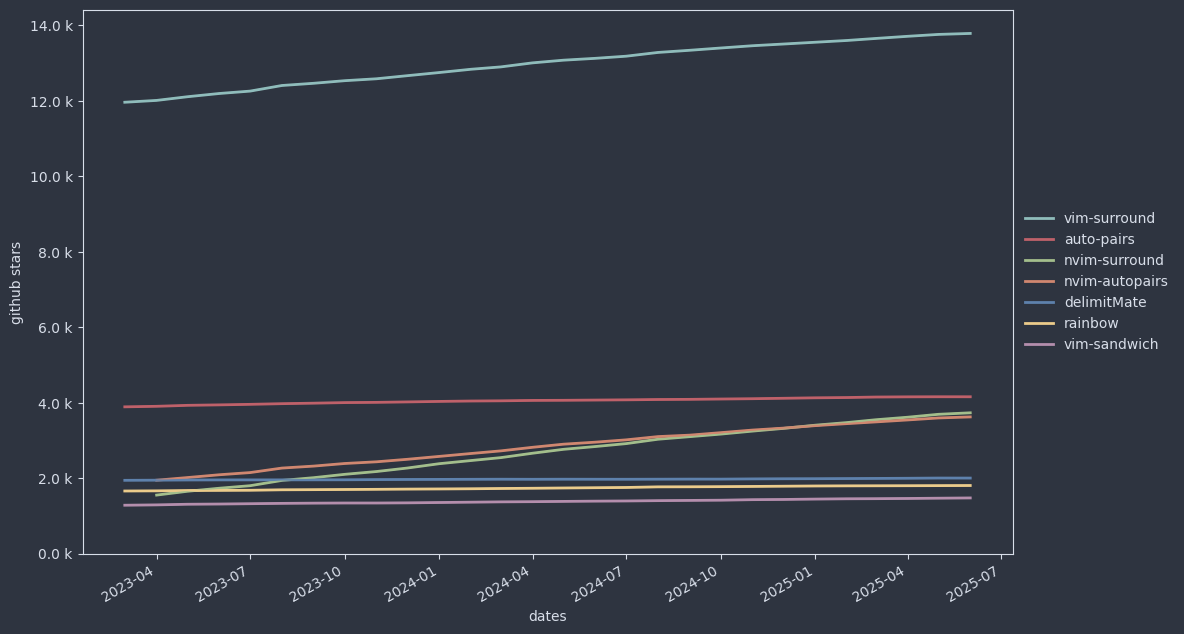 14.0 k
12.0 k
10.0 k
8.0 k
6.0 k
4.0 k
2.0 k
0.0 k
github stars
2023-04
2023-07
2023-10
2024-01
2024-04
2024-07
2024-10
2025-01
2025-04
2025-07
dates
vim-surround
auto-pairs
nvim-surround
nvim-autopairs
delimitMate
rainbow
vim-sandwich